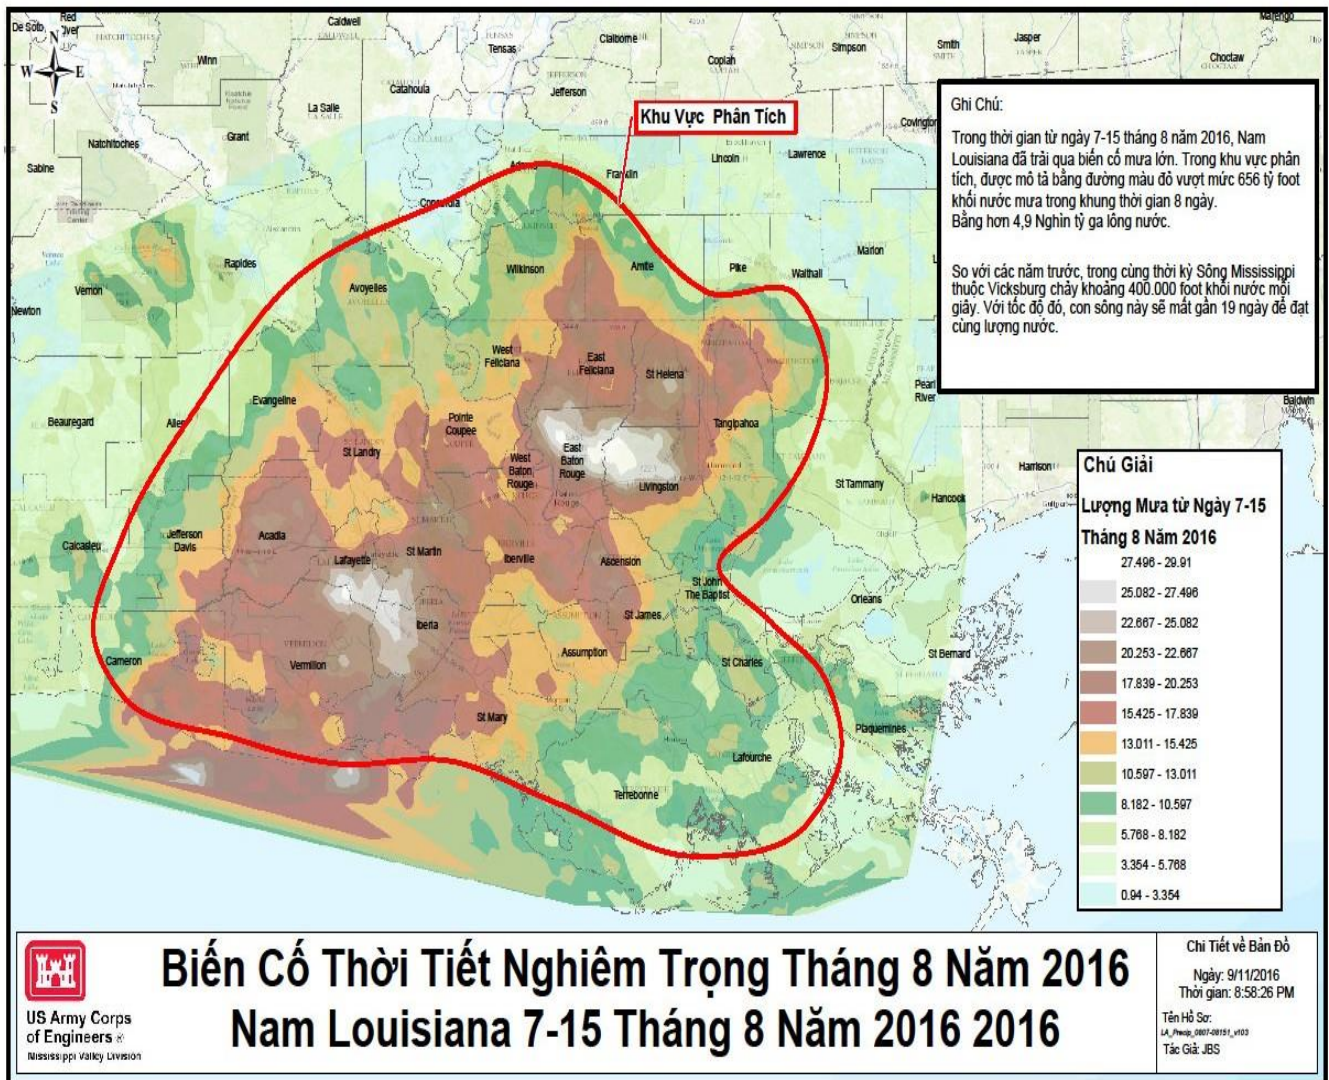 De Soto
Red
River
Caldwell
Tensas
Claiborne
Copiah
Simpson
Smith
Jasper
Choctaw
N
W E
S
Winn
La Salle
Catahoula
Jefferson
Covington
Natchitoches
Grant
Sabine
Khu Vực Phân Tích
Lincoln
Lawrence
Franklin
Rapides
Vernon
Avoyelles
Wilkinson
Amite
Pike
Walthall
Marion
Newton
Ghi Chú:
Trong thời gian từ ngày 7-15 tháng 8 năm 2016, Nam
Louisiana đã trải qua biến cố mưa lớn. Trong khu vực phân
tích, được mô tả bằng đường màu đỏ vượt mức 656 tỷ foot
khối nước mưa trong khung thời gian 8 ngày.
Bằng hơn 4,9 Nghìn tỷ ga lông nước.
So với các năm trước, trong cùng thời kỳ Sông Mississippi
thuộc Vicksburg chảy khoảng 400.000 foot khối nước mỗi
giây. Với tốc độ đó, con sông này sẽ mất gần 19 ngày để đạt
cùng lượng nước.
West
Feliciana
East
Feliciana
St Helena
Pearl
River
Baldwin
Beauregard
Allen
Evangeline
Pointe
Coupee
Tangipahoa
St Landry
West
Baton
Rouge
East
Baton
Rouge
Livingston
St Tammany
Hancock
Harrison
Calcasieu
Jefferson
Davis
Acadia
Lafayette
St Martin
Iberville
Ascension
St John
The Baptist
Orleans
Iberia
St James
Cameron
Vermilion
Assumption
St Charles
St Bernard
St Mary
Plaquemines
Lafourche
Terrebonne
Chú Giải
Lượng Mưa từ Ngày 7-15
Tháng 8 Năm 2016
27.496 - 29.91
25.082 - 27.496
22.667 - 25.082
20.253 - 22.667
17.839 - 20.253
15.425 - 17.839
13.011 - 15.425
10.597 - 13.011
8.182 - 10.597
5.768 - 8.182
3.354 - 5.768
0.94 - 3.354
US Army Corps
of Engineers ®
Mississippi Valley Division
Biến Cố Thời Tiết Nghiêm Trọng Tháng 8 Năm 2016
Nam Louisiana 7-15 Tháng 8 Năm 2016 2016
Chi Tiết về Bản Đồ
Ngày: 9/11/2016
Thời gian: 8:58:26 PM
Tên Hồ Sơ:
LA_Precip_0807-08151_v103
Tác Giả: JBS